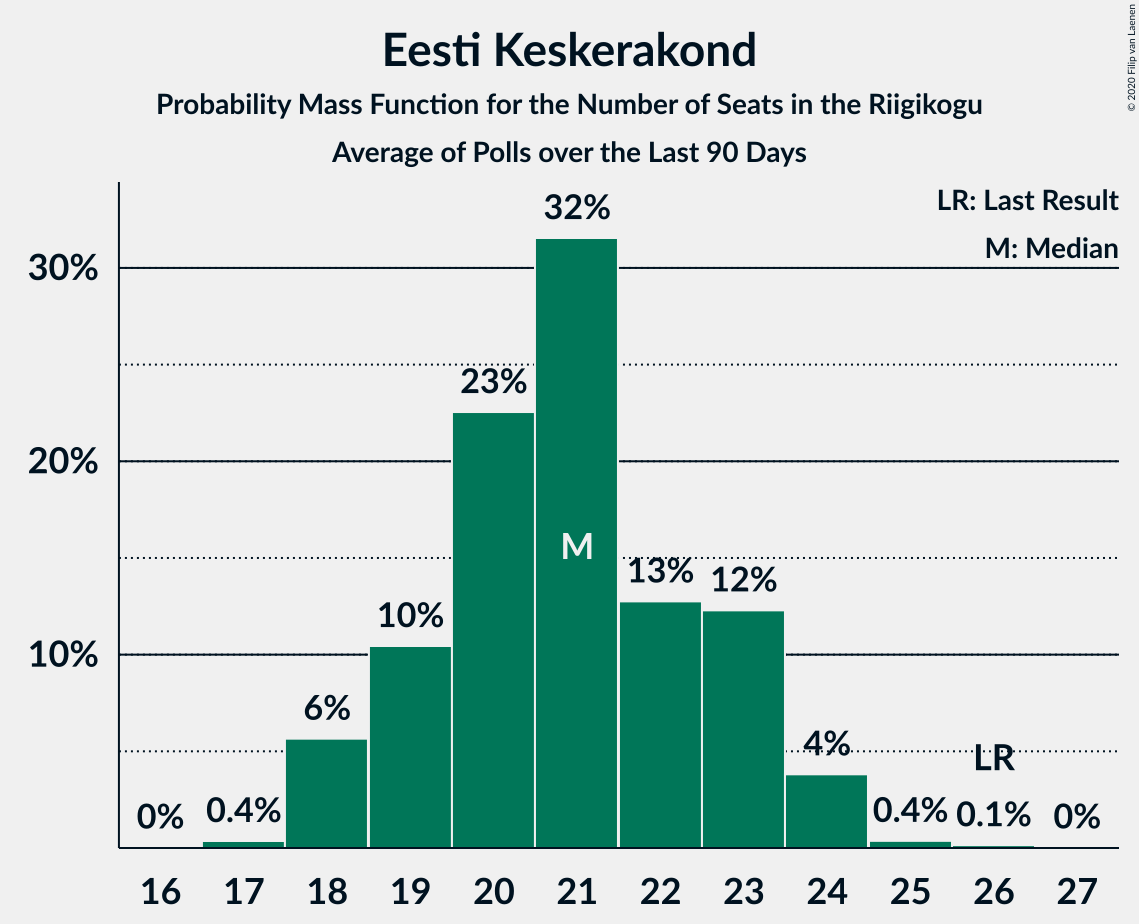 Eesti Keskerakond
Probability Mass Function for the Number of Seats in the Riigikogu
Average of Polls over the Last 90 Days
© 2020 Filip van Laenen
LR: Last Result
M: Median
30%
20%
10%
0%
0.4%
6%
10%
23%
32%
M
13%
12%
4%
0.4%
LR
0.1%
0%
16 17 18 19 20 21 22 23 24 25 26 27